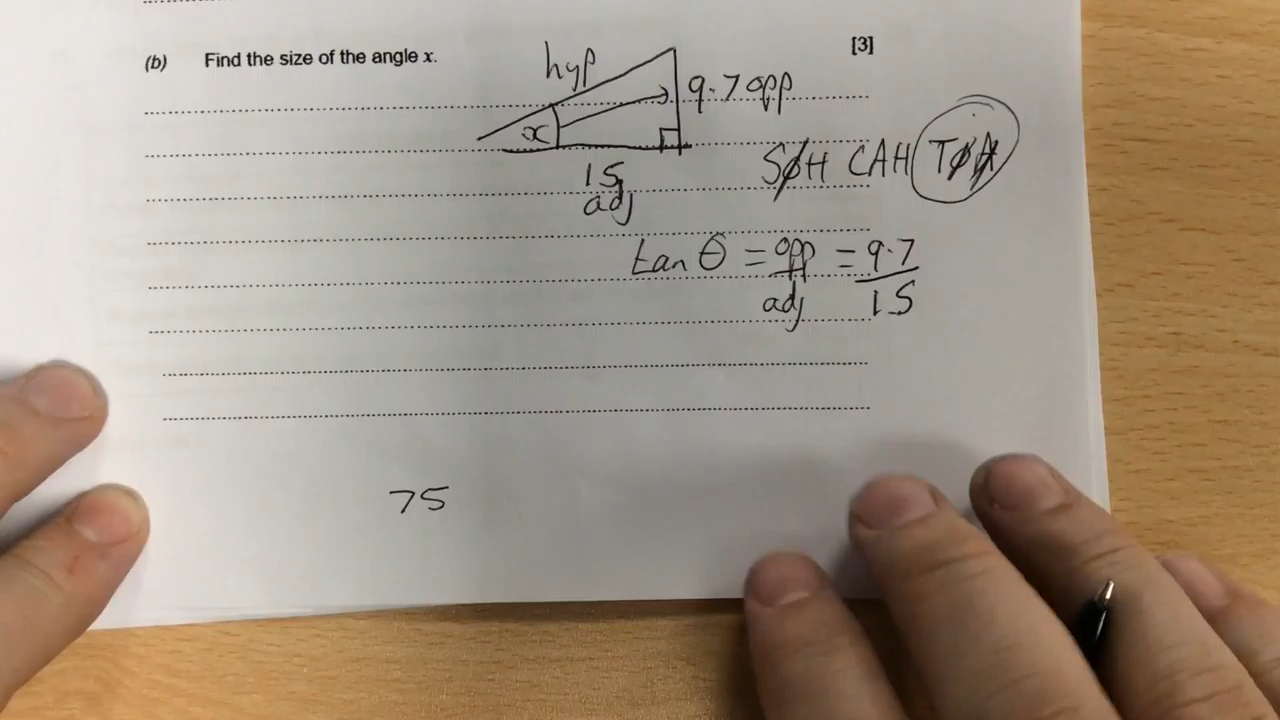 (b) Find the size of the angle x. [3]
hyp
9.7 opp
x
15
adj
SOH CAH TOA
tan θ = opp = 9.7
adj 15
75